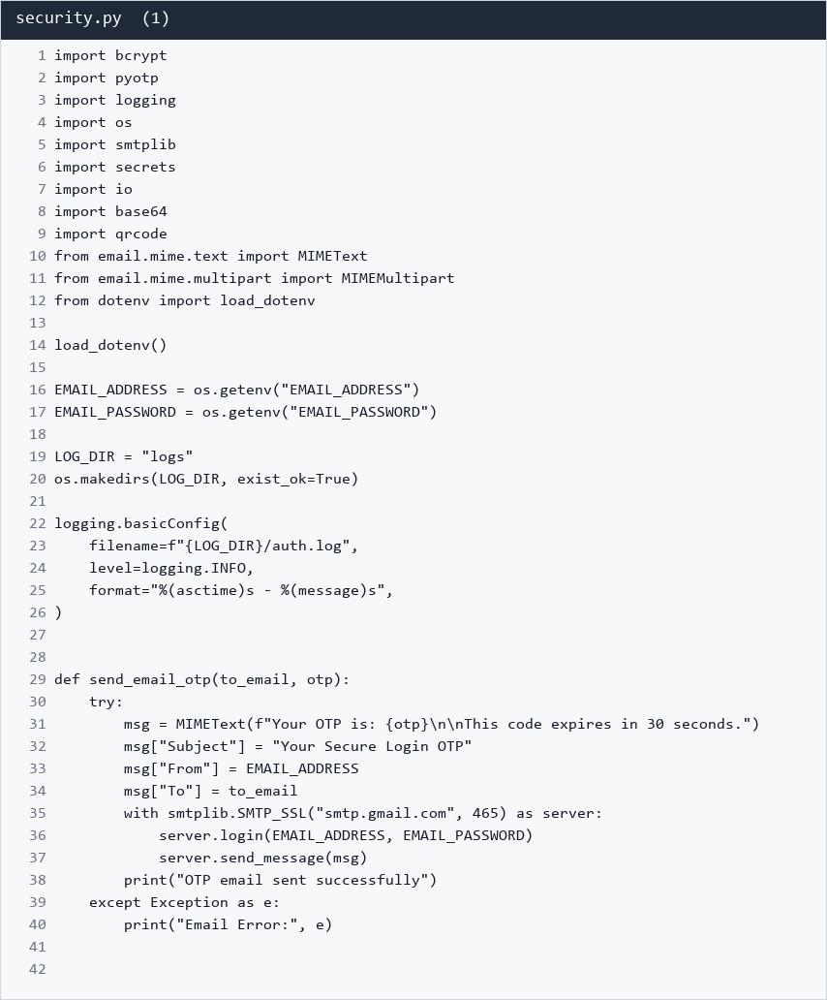 security.py  (1)
1 import bcrypt
2 import pyotp
3 import logging
4 import os
5 import smtplib
6 import secrets
7 import io
8 import base64
9 import qrcode
10 from email.mime.text import MIMEText
11 from email.mime.multipart import MIMEMultipart
12 from dotenv import load_dotenv
13
14 load_dotenv()
15
16 EMAIL_ADDRESS = os.getenv("EMAIL_ADDRESS")
17 EMAIL_PASSWORD = os.getenv("EMAIL_PASSWORD")
18
19 LOG_DIR = "logs"
20 os.makedirs(LOG_DIR, exist_ok=True)
21
22 logging.basicConfig(
23     filename=f"{LOG_DIR}/auth.log",
24     level=logging.INFO,
25     format="%(asctime)s - %(message)s",
26 )
27
28
29 def send_email_otp(to_email, otp):
30     try:
31         msg = MIMEText(f"Your OTP is: {otp}\n\nThis code expires in 30 seconds.")
32         msg["Subject"] = "Your Secure Login OTP"
33         msg["From"] = EMAIL_ADDRESS
34         msg["To"] = to_email
35         with smtplib.SMTP_SSL("smtp.gmail.com", 465) as server:
36             server.login(EMAIL_ADDRESS, EMAIL_PASSWORD)
37             server.send_message(msg)
38         print("OTP email sent successfully")
39     except Exception as e:
40         print("Email Error:", e)
41
42